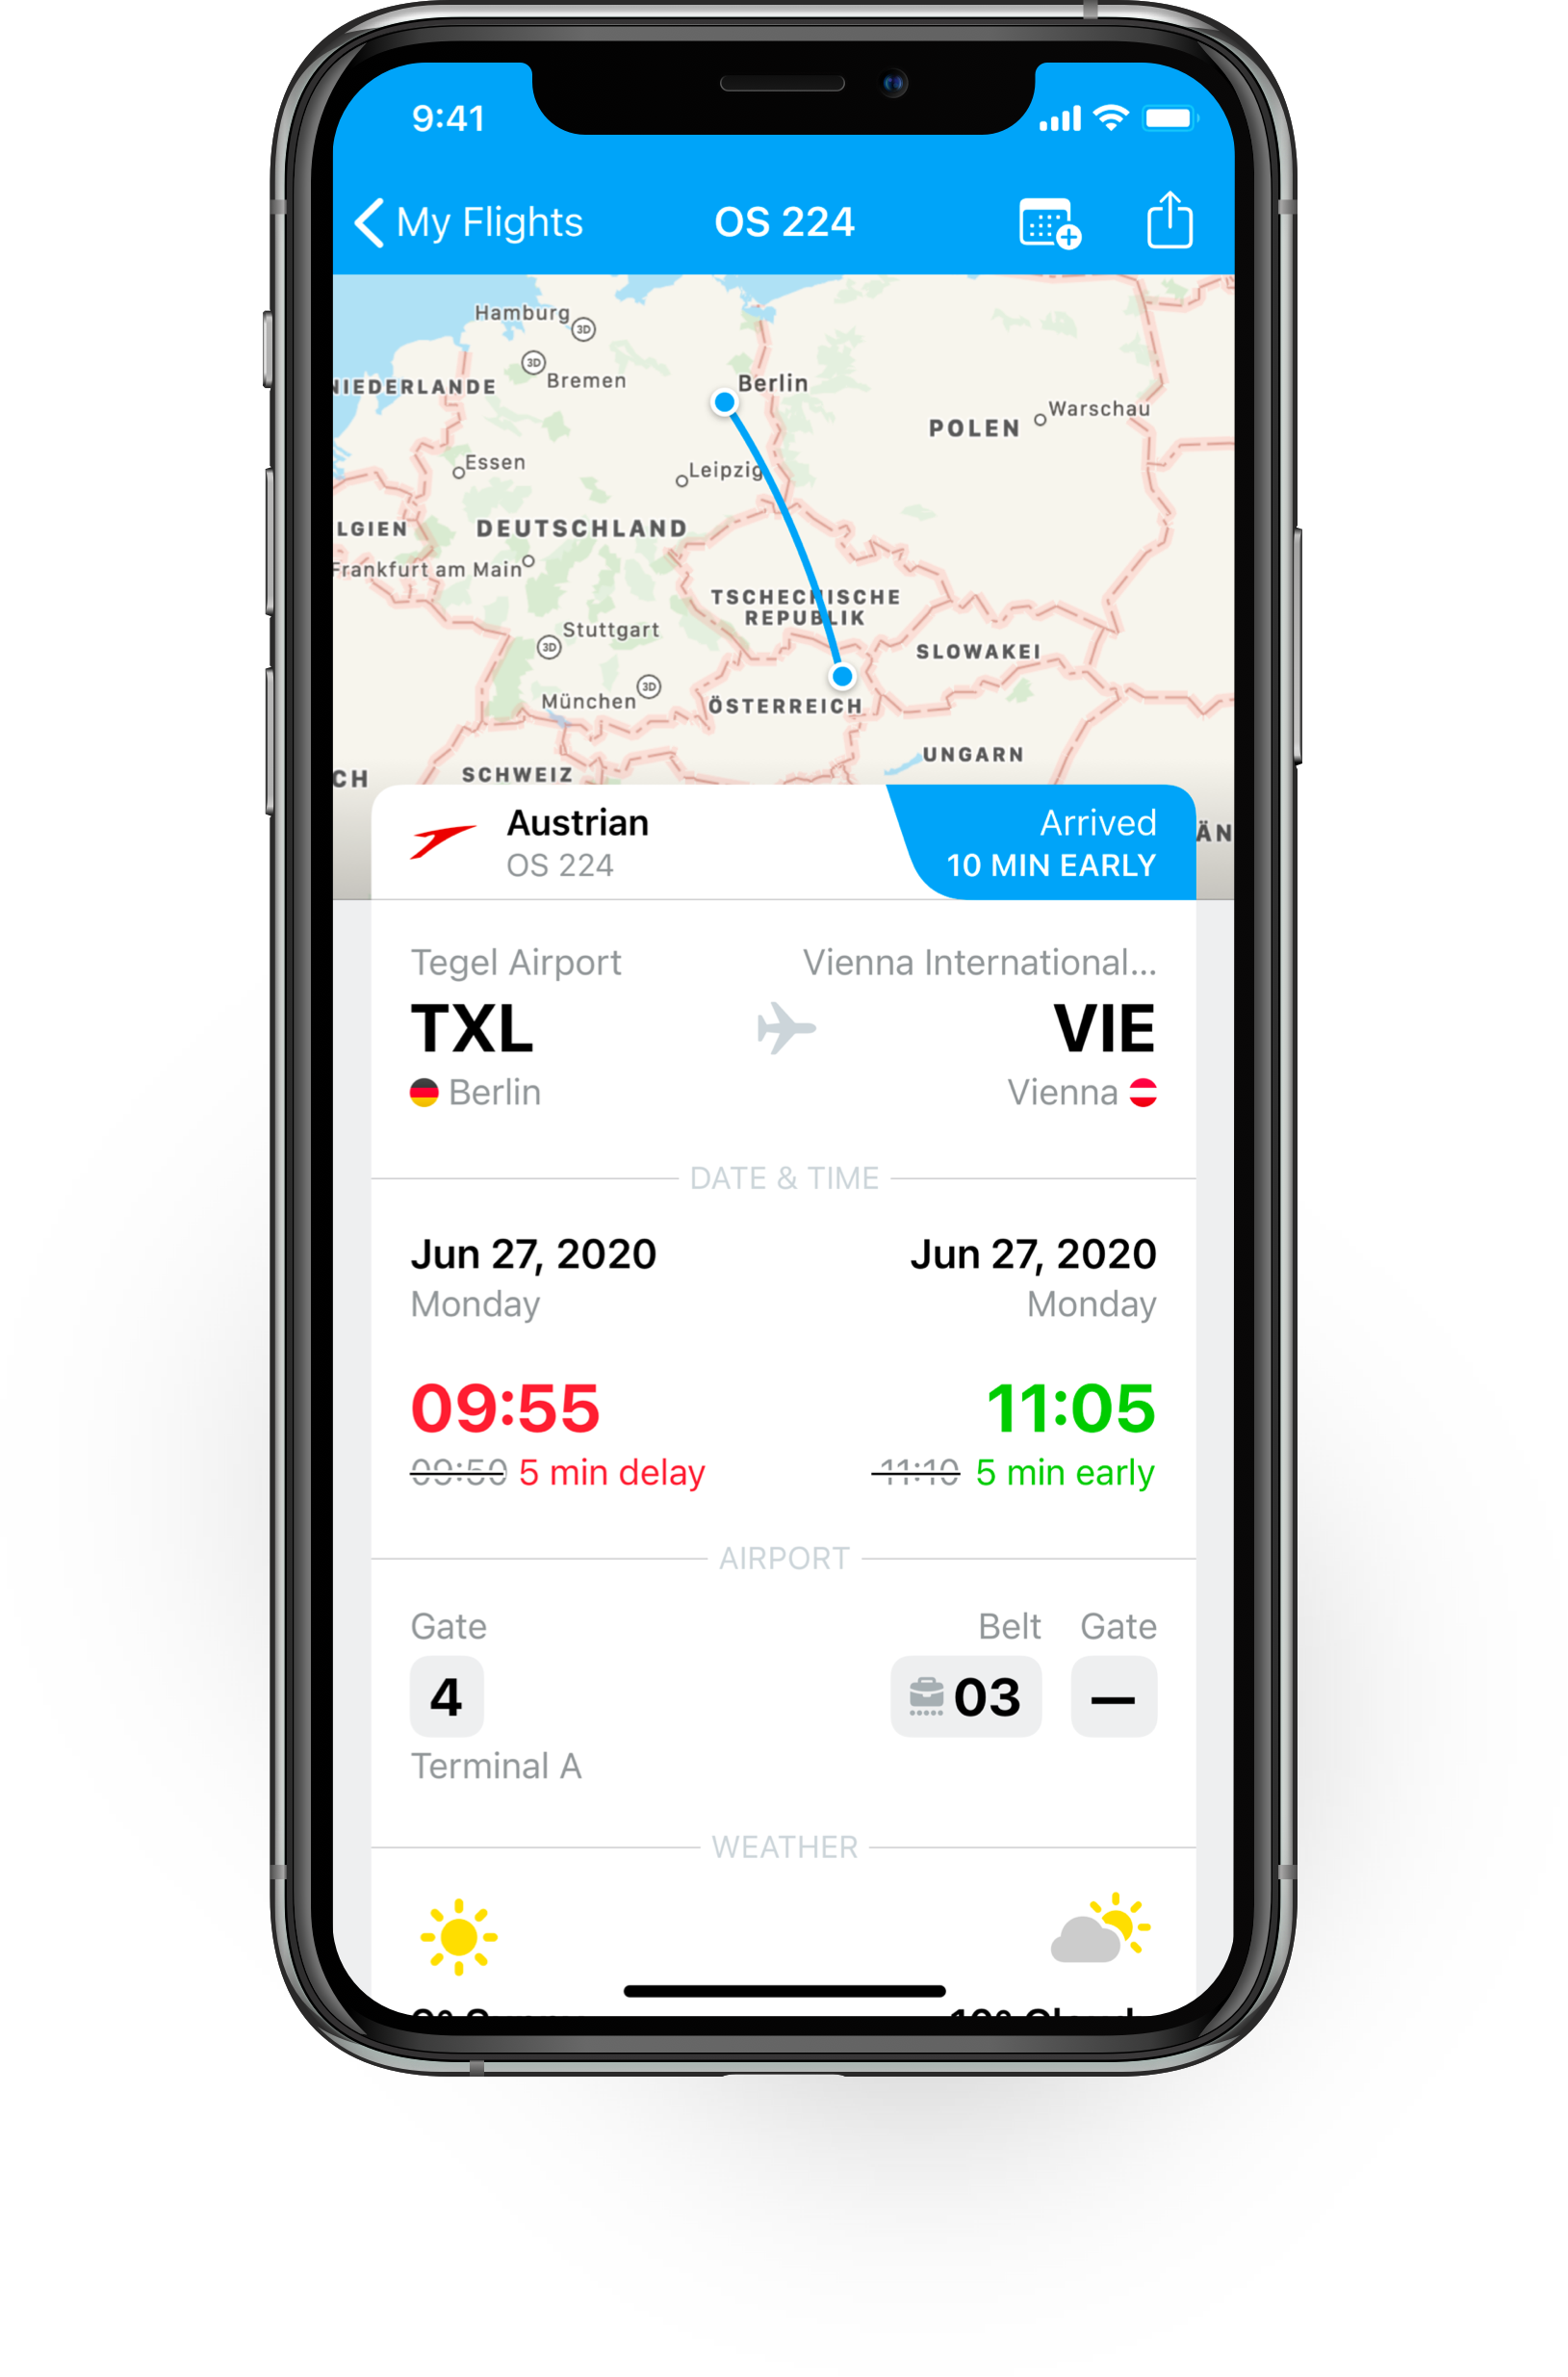 9:41
My Flights
OS 224
Hamburg
3D
3D
Bremen
Berlin
NIEDERLANDE
Warschau
POLEN
Essen
Leipzig
LGIEN
DEUTSCHLAND
Frankfurt am Main
TSCHECHISCHE
REPUBLIK
Stuttgart
3D
SLOWAKEI
3D
München
ÖSTERREICH
UNGARN
CH
SCHWEIZ
ÄN
Austrian
Arrived
OS 224
10 MIN EARLY
Tegel Airport
Vienna International...
TXL
VIE
Berlin
Vienna
DATE & TIME
Jun 27, 2020
Jun 27, 2020
Monday
Monday
09:55
11:05
09:50 5 min delay
11:10 5 min early
AIRPORT
Gate
Belt
Gate
4
03
—
Terminal A
WEATHER